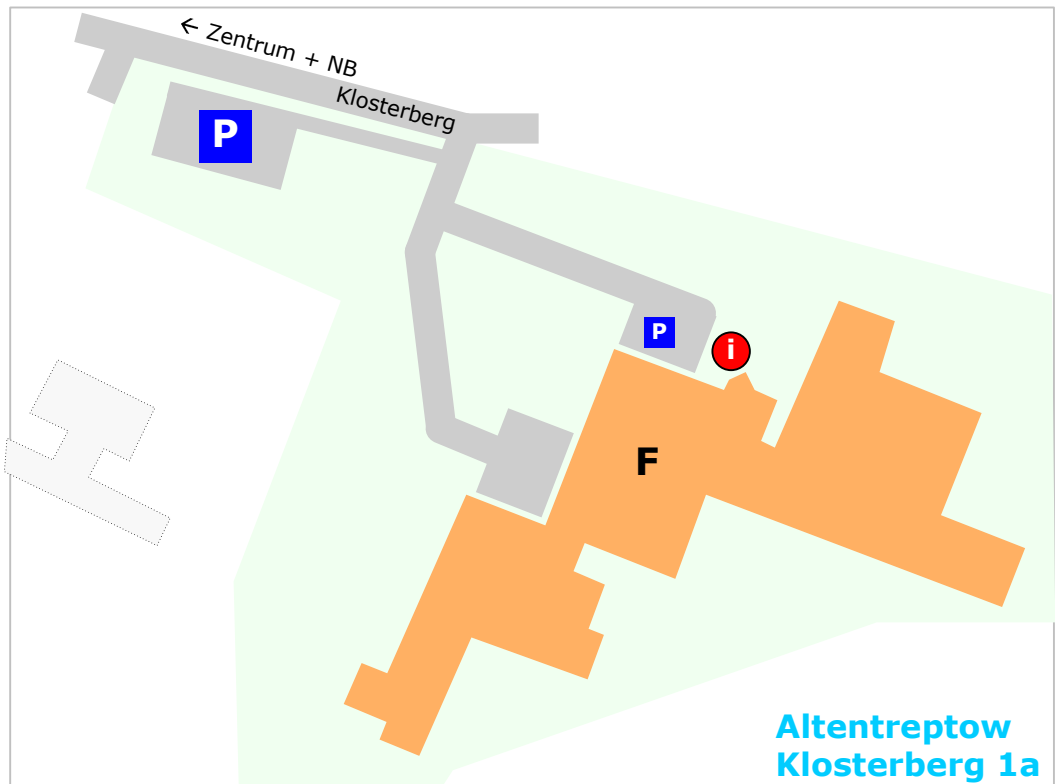 ← Zentrum + NB
Klosterberg
P
P
i
F
Altentreptow
Klosterberg 1a